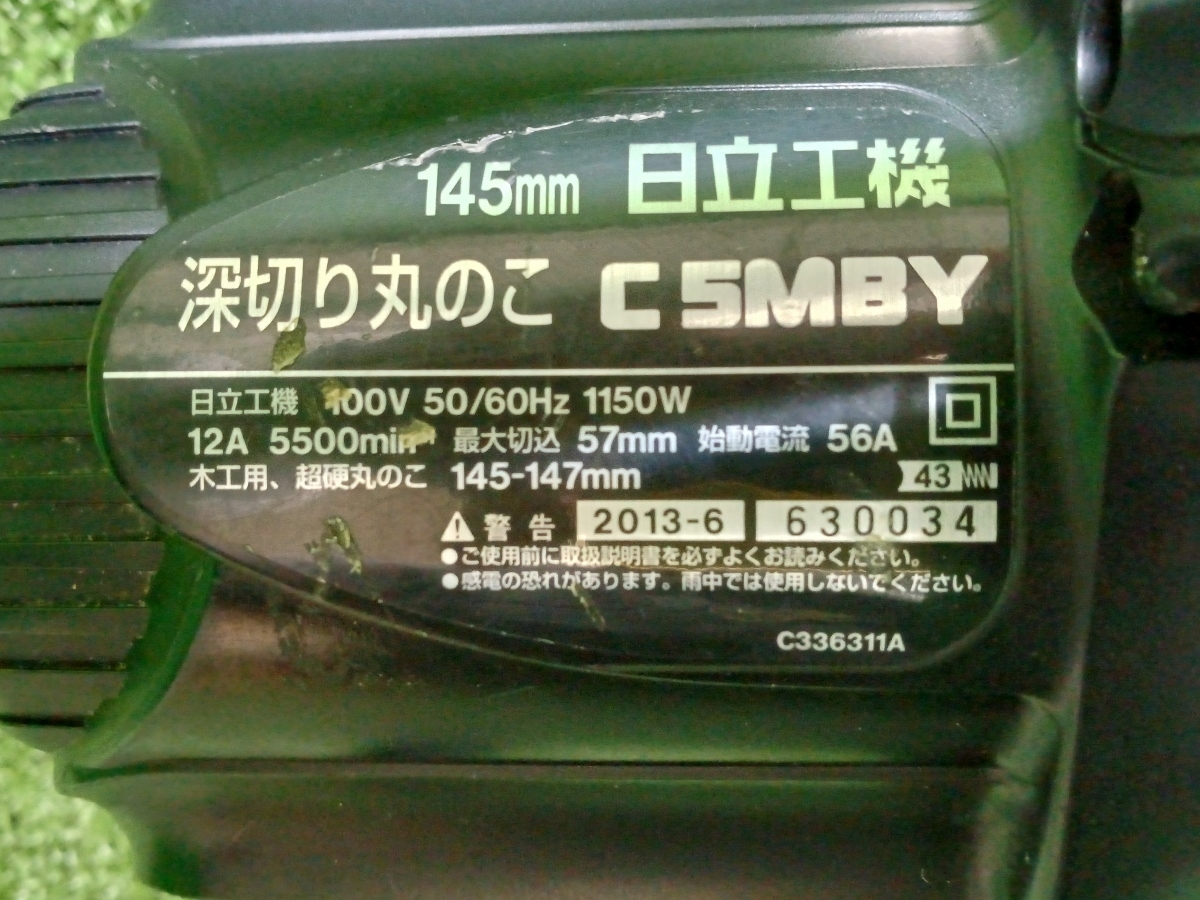 145mm 日立工機
深切り丸のこ C5MBY
日立工機 100V 50/60Hz 1150W
12A 5500min 最大切込 57mm 始動電流 56A
木工用、超硬丸のこ 145-147mm
43
警告 2013-6 630034
●ご使用前に取扱説明書を必ずよくお読みください。
●感電の恐れがあります。雨中では使用しないでください。
C336311A